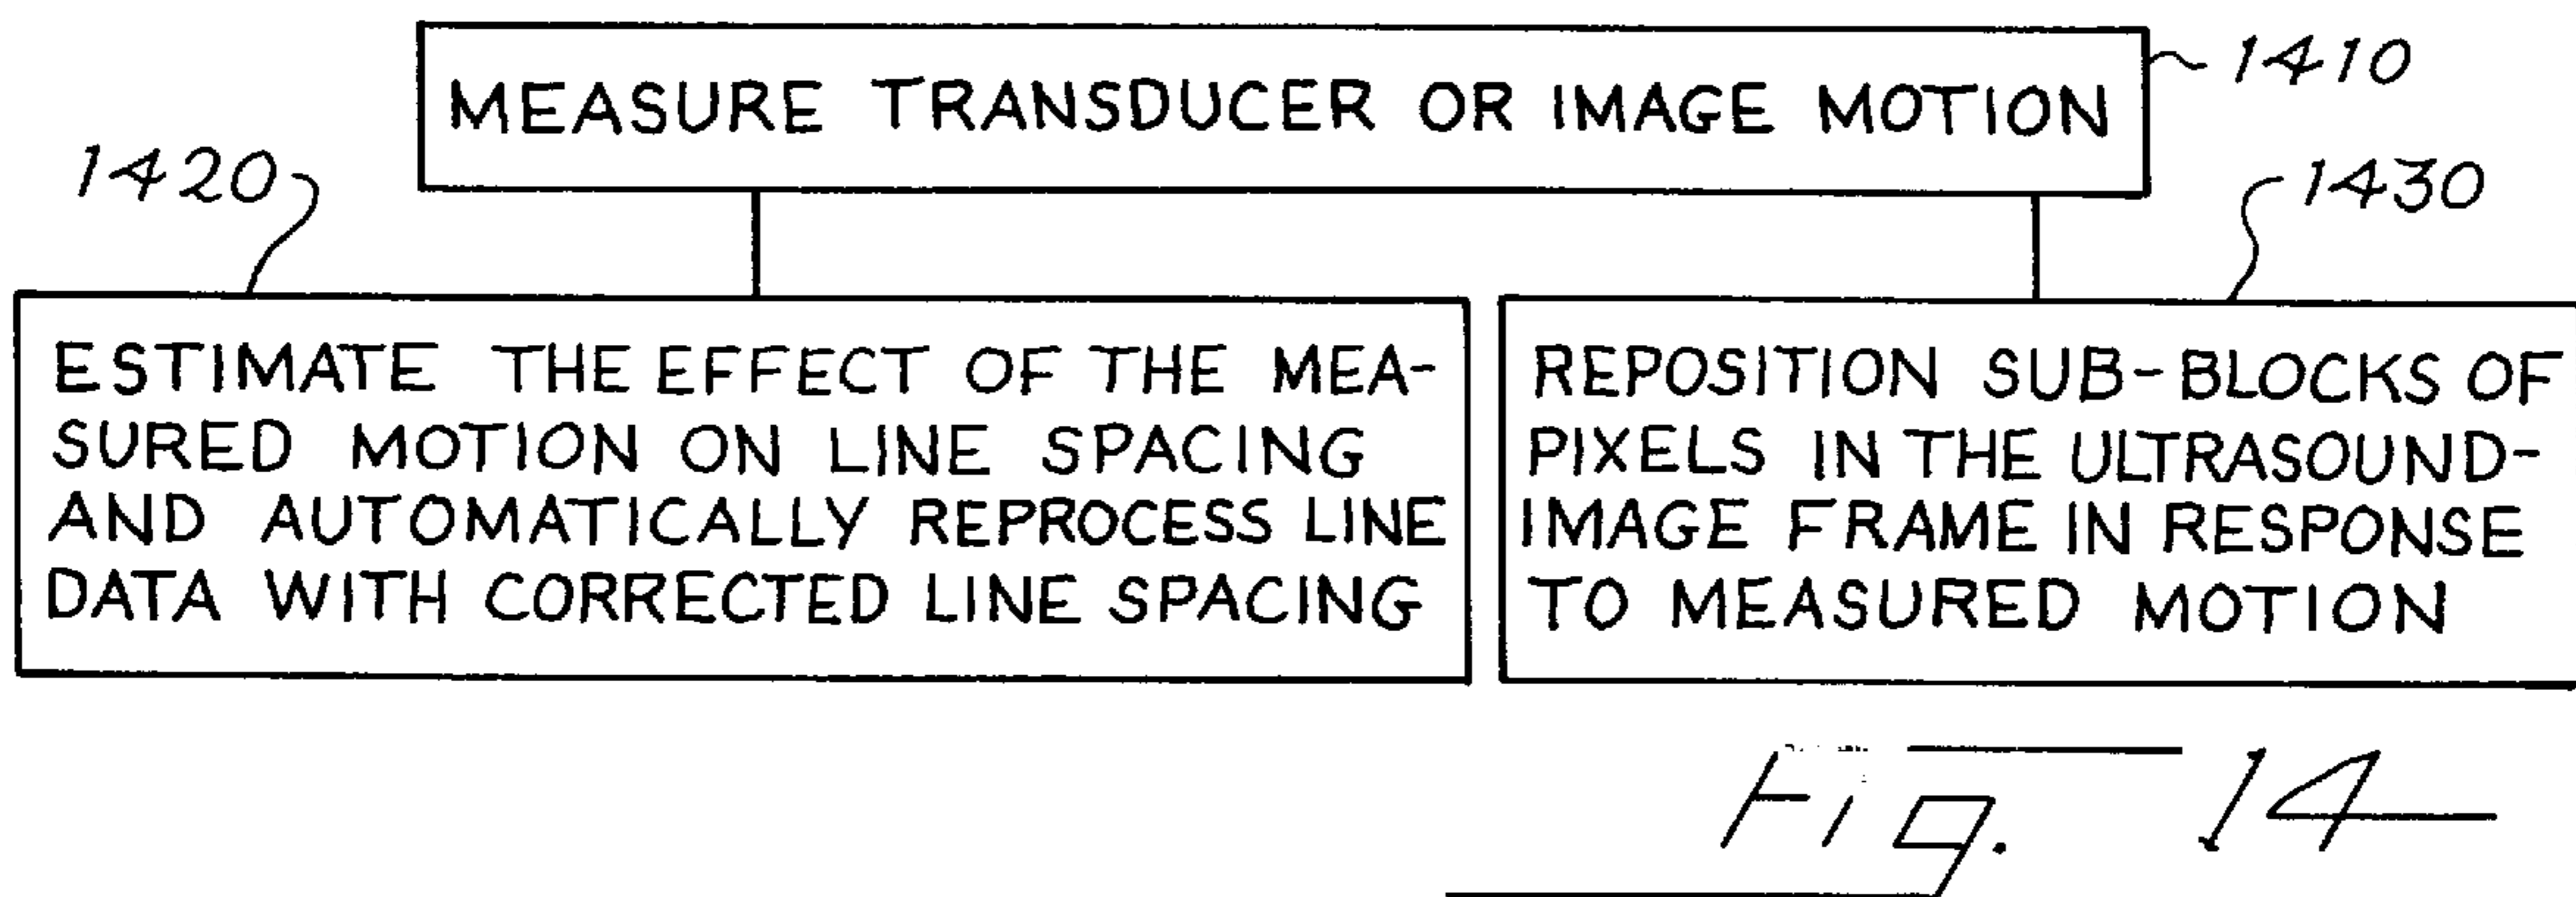 MEASURE TRANSDUCER OR IMAGE MOTION
1410
1420
1430
ESTIMATE THE EFFECT OF THE MEA-
SURED MOTION ON LINE SPACING
AND AUTOMATICALLY REPROCESS LINE
DATA WITH CORRECTED LINE SPACING
REPOSITION SUB-BLOCKS OF
PIXELS IN THE ULTRASOUND-
IMAGE FRAME IN RESPONSE
TO MEASURED MOTION
Fig. 14